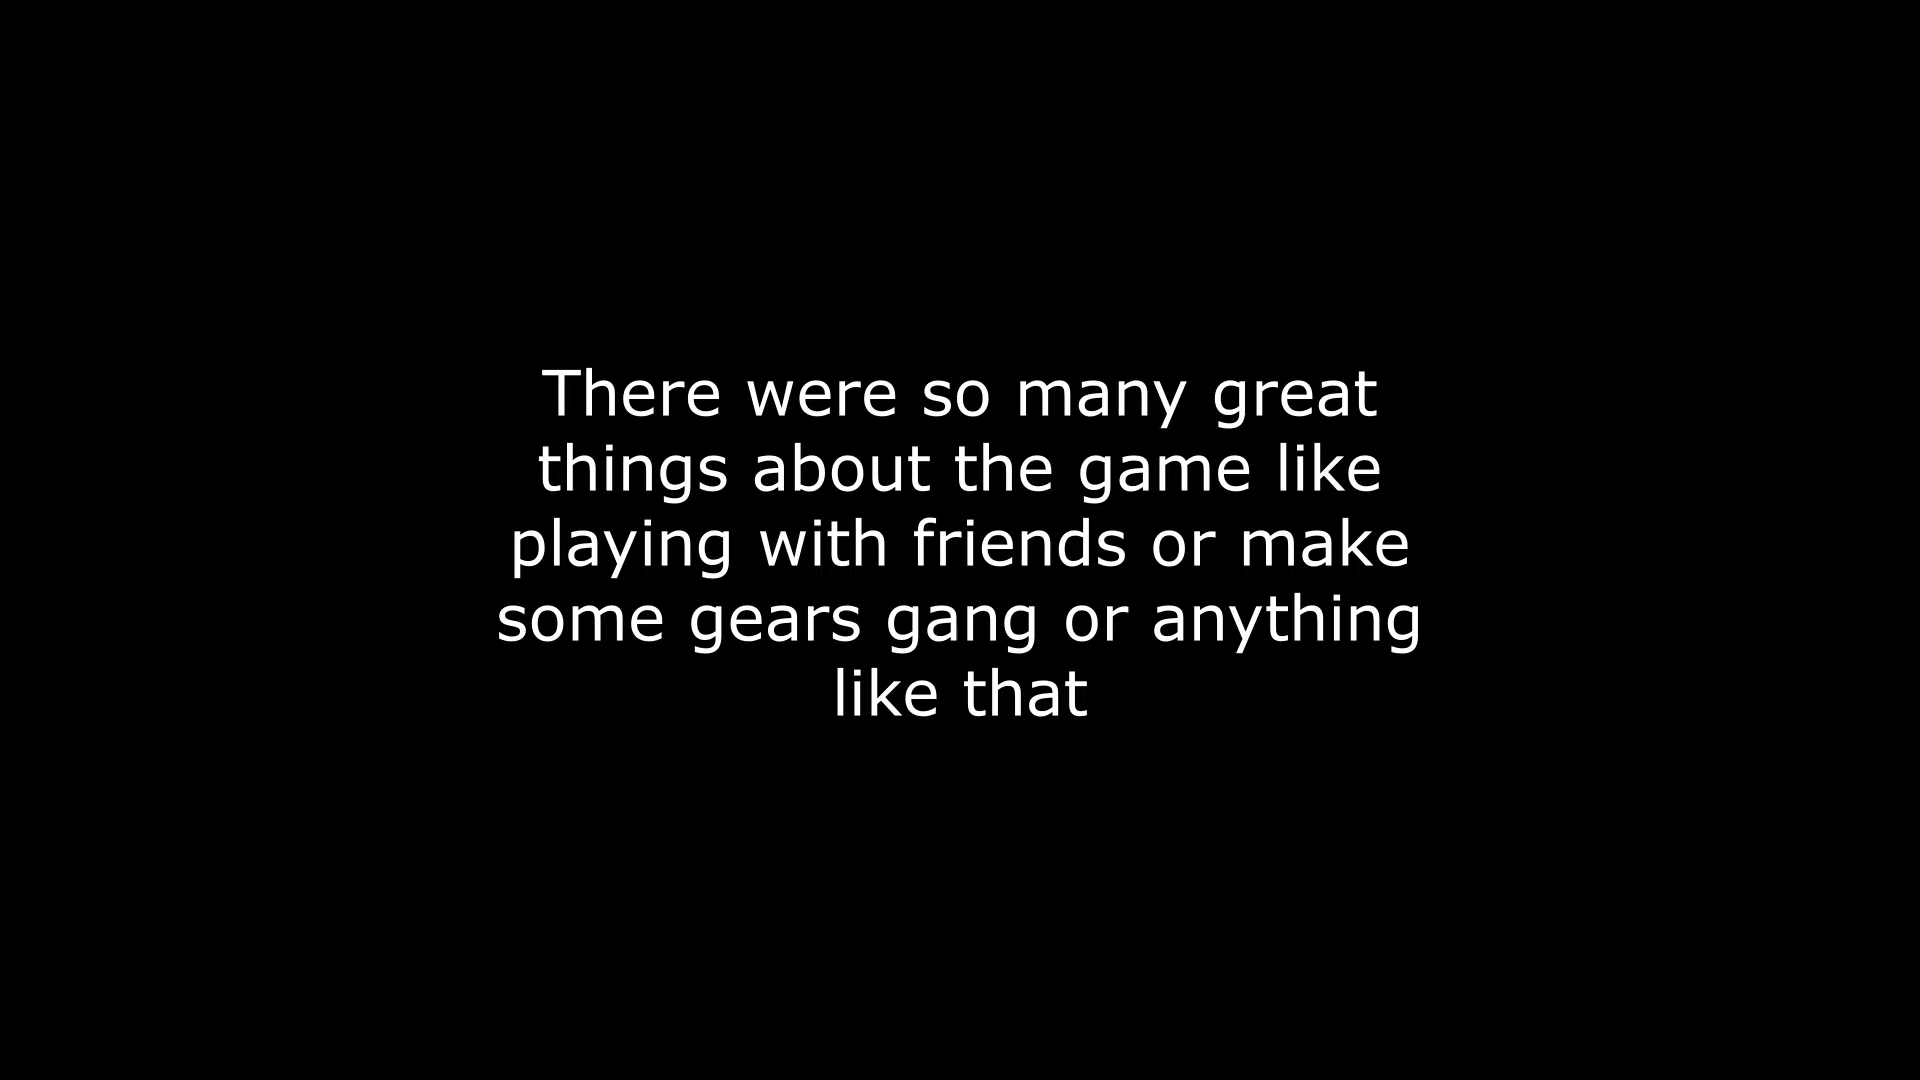 There were so many great
things about the game like
playing with friends or make
some gears gang or anything
like that